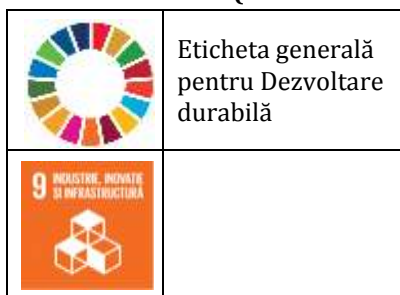 Eticheta generală
pentru Dezvoltare
durabilă
9 INDUSTRIE, INOVAȚIE
ȘI INFRASTRUCTURĂ